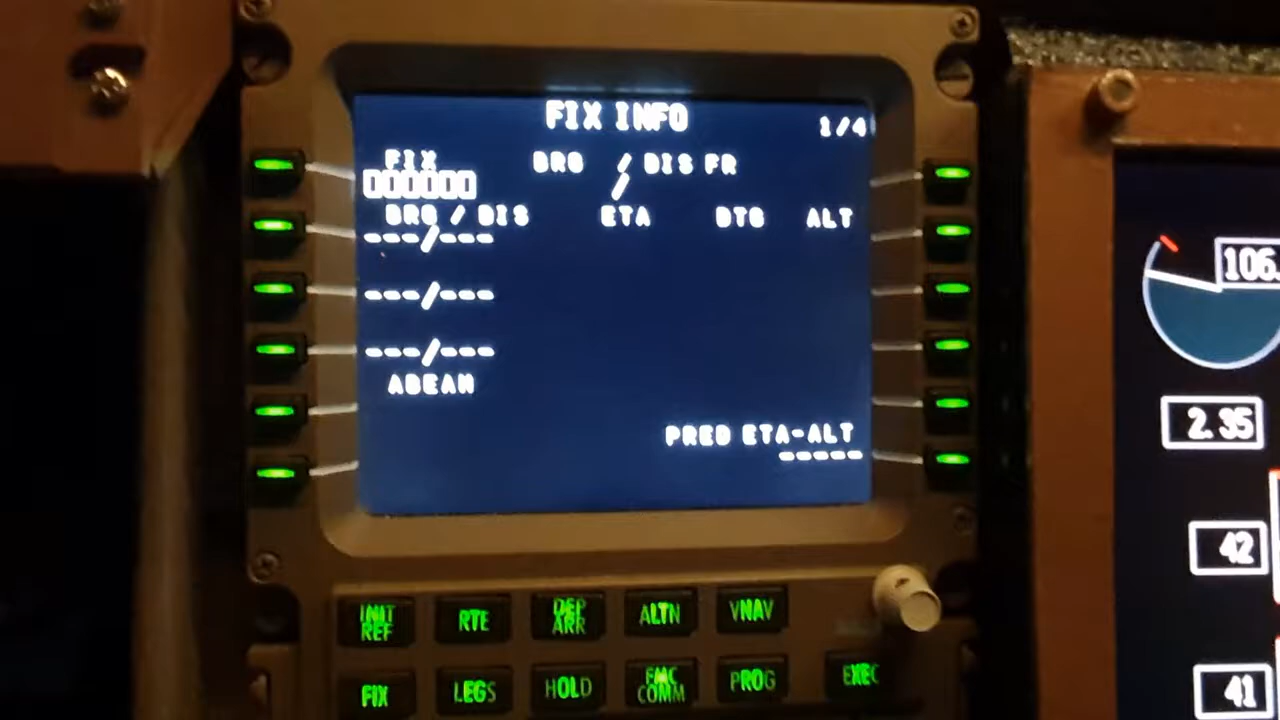 FIX INFO
1/4
FIX BRG / DIS FR
□□□□□□ /
BRG / DIS ETA DTG ALT
---/---
---/---
---/---
ABEAM
PRED ETA-ALT
-----
INIT REF
RTE
DEP ARR
ALTN
VNAV
FIX
LEGS
HOLD
FMC COMM
PROG
EXEC
106.
2.35
42
41